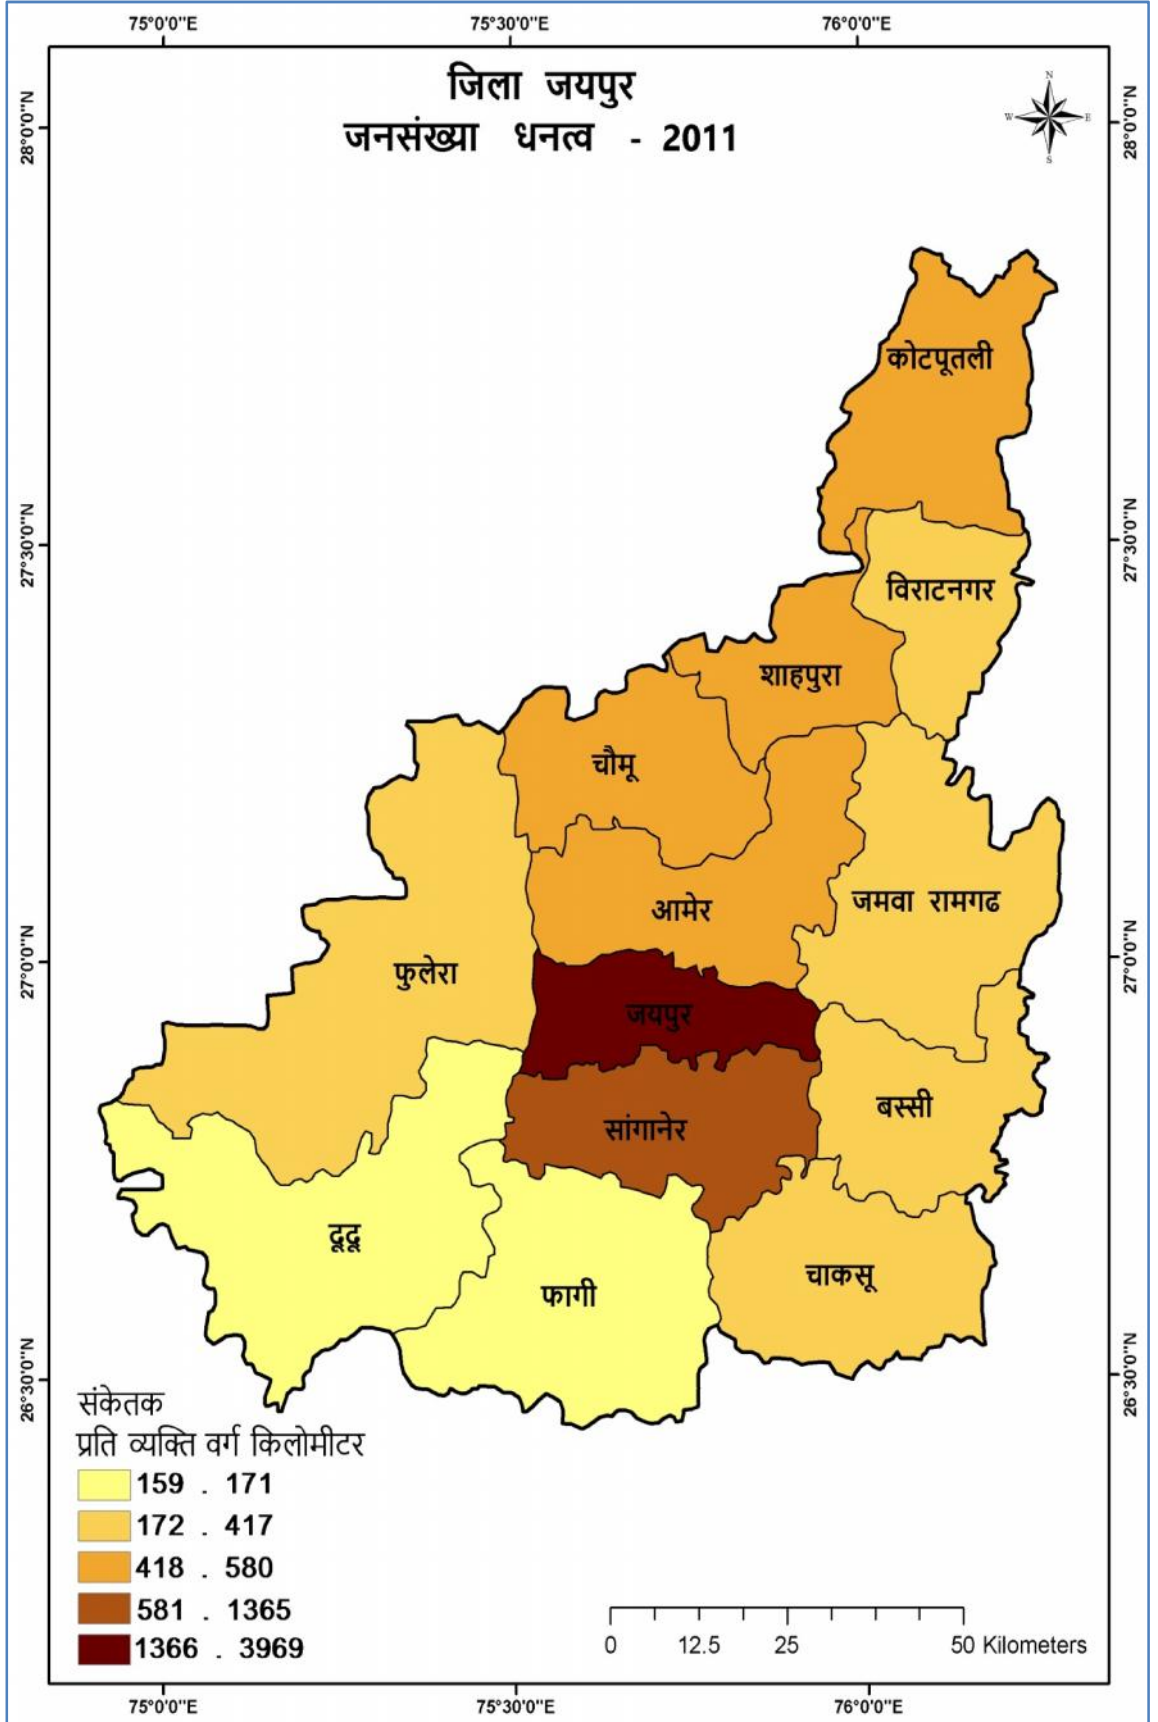 75°0'0"E 75°30'0"E 76°0'0"E
जिला जयपुर
जनसंख्या धनत्व - 2011
N
W E
S
28°0'0"N 28°0'0"N
कोटपूतली
27°30'0"N 27°30'0"N
विराटनगर
शाहपुरा
चौमू
जमवा रामगढ
आमेर
27°0'0"N 27°0'0"N
फुलेरा
जयपुर
बस्सी
सांगानेर
दूदू
चाकसू
फागी
26°30'0"N 26°30'0"N
संकेतक
प्रति व्यक्ति वर्ग किलोमीटर
159 . 171
172 . 417
418 . 580
581 . 1365
1366 . 3969
0 12.5 25 50 Kilometers
75°0'0"E 75°30'0"E 76°0'0"E